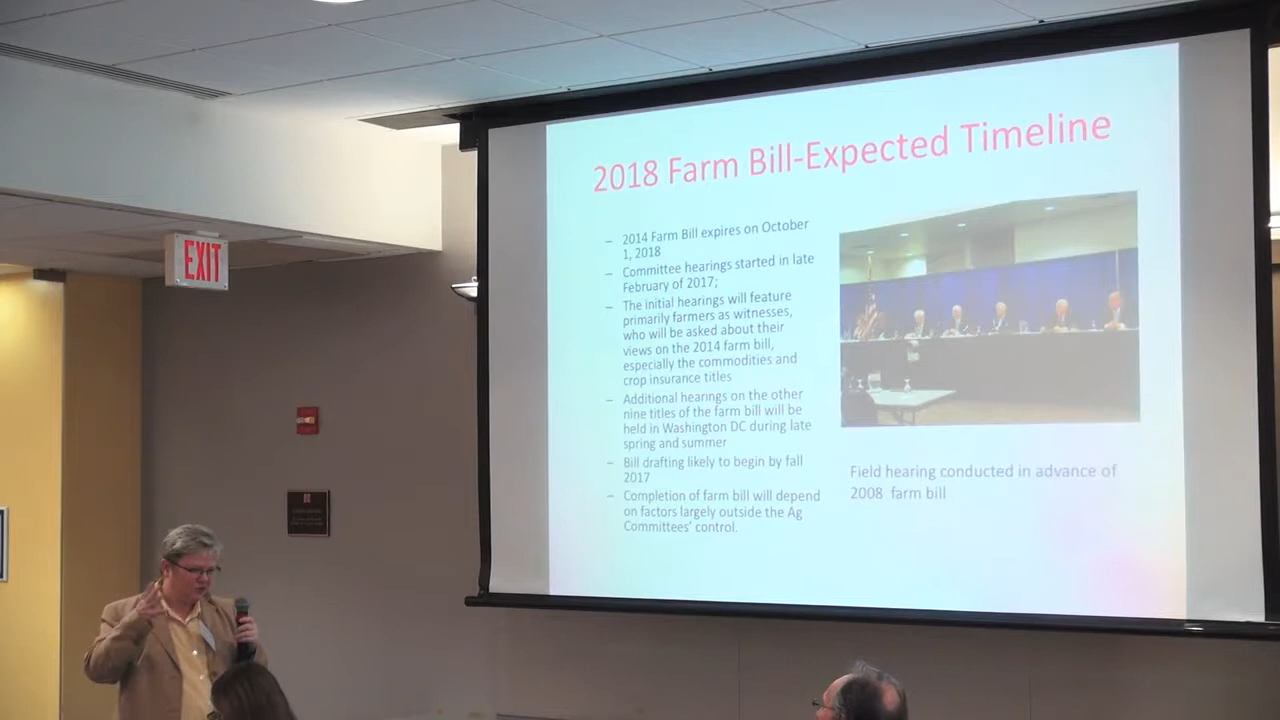 2018 Farm Bill-Expected Timeline
– 2014 Farm Bill expires on October
1, 2018
– Committee hearings started in late
February of 2017;
– The initial hearings will feature
primarily farmers as witnesses,
who will be asked about their
views on the 2014 farm bill,
especially the commodities and
crop insurance titles
– Additional hearings on the other
nine titles of the farm bill will be
held in Washington DC during late
spring and summer
– Bill drafting likely to begin by fall
2017
– Completion of farm bill will depend
on factors largely outside the Ag
Committees' control.
Field hearing conducted in advance of
2008 farm bill
EXIT